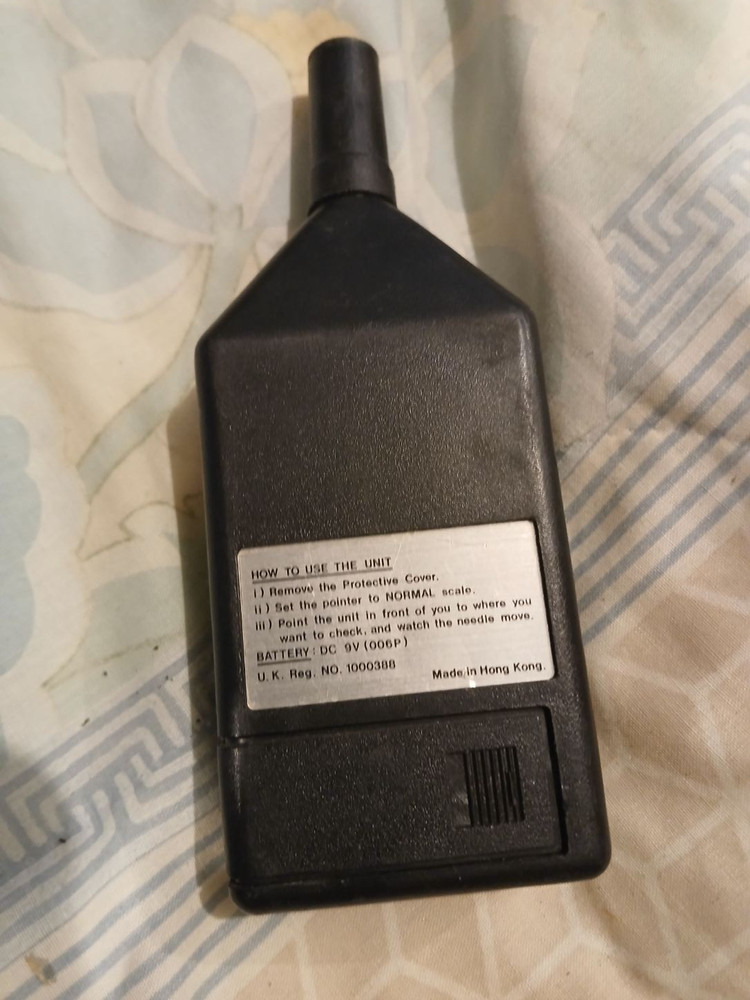 HOW TO USE THE UNIT
i) Remove the Protective Cover.
ii) Set the pointer to NORMAL scale.
iii) Point the unit in front of you to where you
want to check, and watch the needle move.
BATTERY: DC 9V (006P)
U.K. Reg. NO. 1000388 Made in Hong Kong.